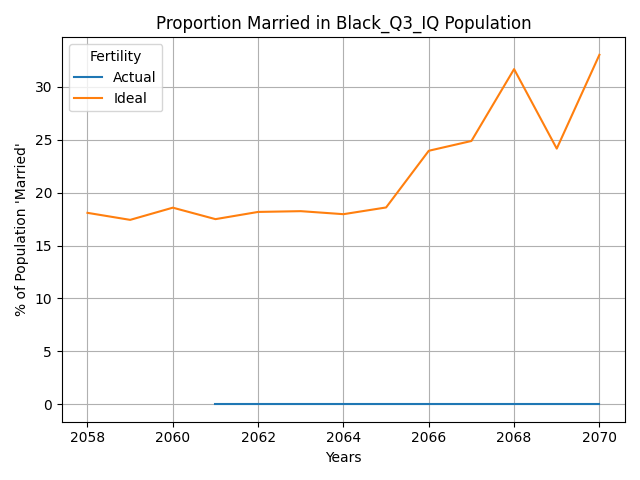 Proportion Married in Black_Q3_IQ Population
% of Population 'Married'
Fertility
Actual
Ideal
30
25
20
15
10
5
0
2058 2060 2062 2064 2066 2068 2070
Years